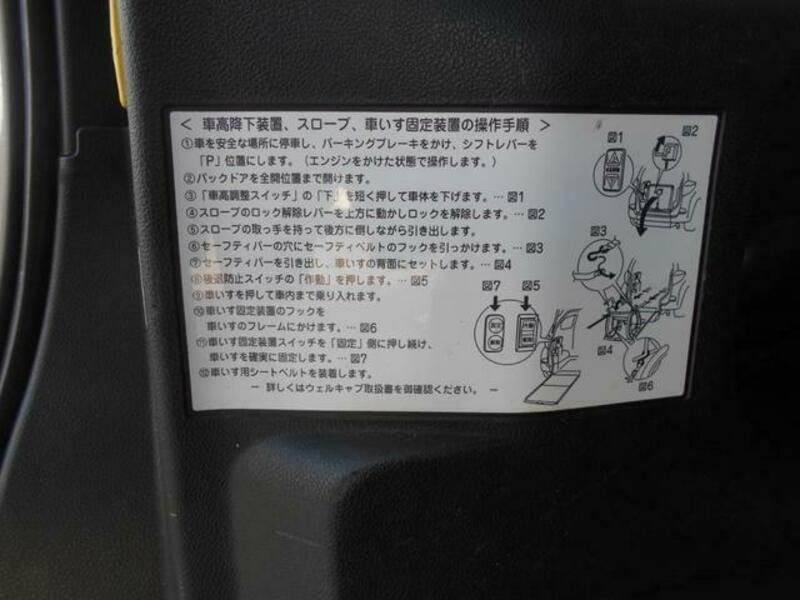 ＜ 車高降下装置、スロープ、車いす固定装置の操作手順 ＞
①車を安全な場所に停車し、パーキングブレーキをかけ、シフトレバーを
「P」位置にします。（エンジンをかけた状態で操作します。）
②バックドアを全開位置まで開けます。
③「車高調整スイッチ」の「下」を短く押して車体を下げます。… 図1
④スロープのロック解除レバーを上方に動かしロックを解除します。… 図2
⑤スロープの取っ手を持って後方に倒しながら引き出します。
⑥セーフティバーの穴にセーフティベルトのフックを引っかけます。… 図3
⑦セーフティバーを引き出し、車いすの背面にセットします。… 図4
⑧後退防止スイッチの「作動」を押します。… 図5
⑨車いすを押して車内まで乗り入れます。
⑩車いす固定装置のフックを
車いすのフレームにかけます。… 図6
⑪車いす固定装置スイッチを「固定」側に押し続け、
車いすを確実に固定します。… 図7
⑫車いす用シートベルトを装着します。
－ 詳しくはウェルキャブ取扱書を御確認ください。 －
図1
図2
図3
図7 図5
固定
解除
作動
解除
図4
図6